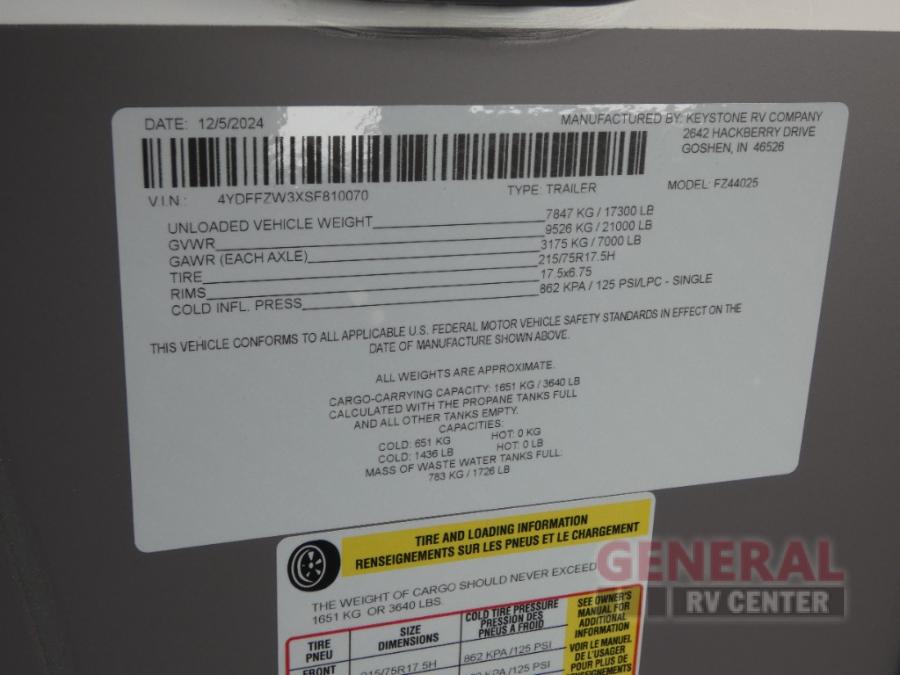 DATE: 12/5/2024
MANUFACTURED BY: KEYSTONE RV COMPANY
2642 HACKBERRY DRIVE
GOSHEN, IN 46526
V.I.N.: 4YDFFZW3XSF810070 TYPE: TRAILER MODEL: FZ44025
UNLOADED VEHICLE WEIGHT 7847 KG / 17300 LB
GVWR 9526 KG / 21000 LB
GAWR (EACH AXLE) 3175 KG / 7000 LB
TIRE 215/75R17.5H
RIMS 17.5x6.75
COLD INFL. PRESS 862 KPA / 125 PSI/LPC - SINGLE
THIS VEHICLE CONFORMS TO ALL APPLICABLE U.S. FEDERAL MOTOR VEHICLE SAFETY STANDARDS IN EFFECT ON THE
DATE OF MANUFACTURE SHOWN ABOVE.
ALL WEIGHTS ARE APPROXIMATE.
CARGO-CARRYING CAPACITY: 1651 KG / 3640 LB
CALCULATED WITH THE PROPANE TANKS FULL
AND ALL OTHER TANKS EMPTY.
CAPACITIES:
COLD: 651 KG HOT: 0 KG
COLD: 1436 LB HOT: 0 LB
MASS OF WASTE WATER TANKS FULL:
783 KG / 1726 LB
TIRE AND LOADING INFORMATION
RENSEIGNEMENTS SUR LES PNEUS ET LE CHARGEMENT
THE WEIGHT OF CARGO SHOULD NEVER EXCEED
1651 KG OR 3640 LBS.
TIRE
PNEU
SIZE
DIMENSIONS
COLD TIRE PRESSURE
PRESSION DES
PNEUS A FROID
SEE OWNER'S
MANUAL FOR
ADDITIONAL
INFORMATION
VOIR LE MANUEL
DE L'USAGER
POUR PLUS DE
RENSEIGNEMENTS
FRONT 215/75R17.5H 862 KPA /125 PSI
/125 PSI
GENERAL
RV CENTER